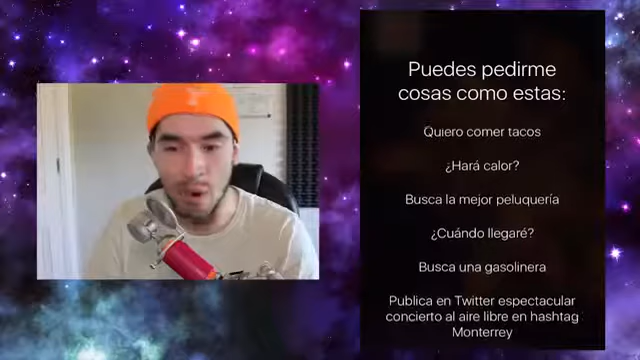 Puedes pedirme
cosas como estas:
Quiero comer tacos
¿Hará calor?
Busca la mejor peluquería
¿Cuándo llegaré?
Busca una gasolinera
Publica en Twitter espectacular
concierto al aire libre en hashtag
Monterrey